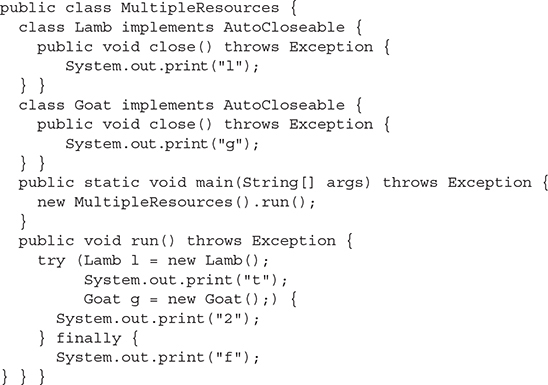 public class MultipleResources {
  class Lamb implements AutoCloseable {
    public void close() throws Exception {
       System.out.print("l");
  } }
  class Goat implements AutoCloseable {
    public void close() throws Exception {
       System.out.print("g");
  } }
  public static void main(String[] args) throws Exception {
    new MultipleResources().run();
  }
  public void run() throws Exception {
    try (Lamb l = new Lamb();
         System.out.print("t");
         Goat g = new Goat();) {
      System.out.print("2");
    } finally {
      System.out.print("f");
} } }